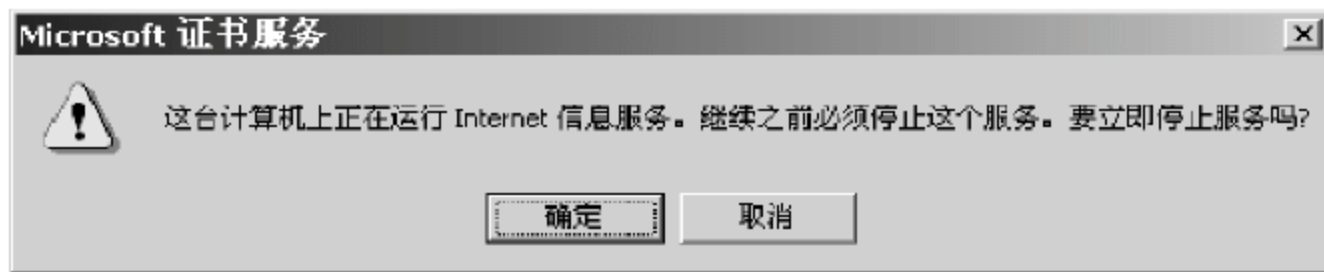 Microsoft 证书服务
这台计算机上正在运行 Internet 信息服务。继续之前必须停止这个服务。要立即停止服务吗?
确定
取消